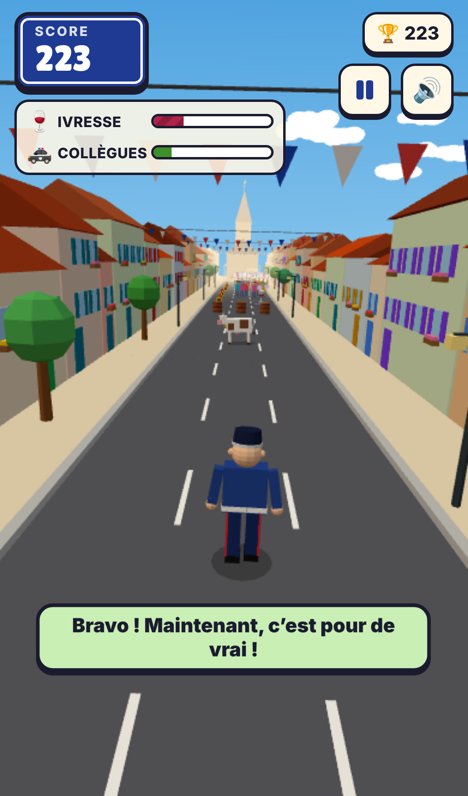 SCORE
223
223
IVRESSE
COLLÈGUES
Bravo ! Maintenant, c’est pour de
vrai !